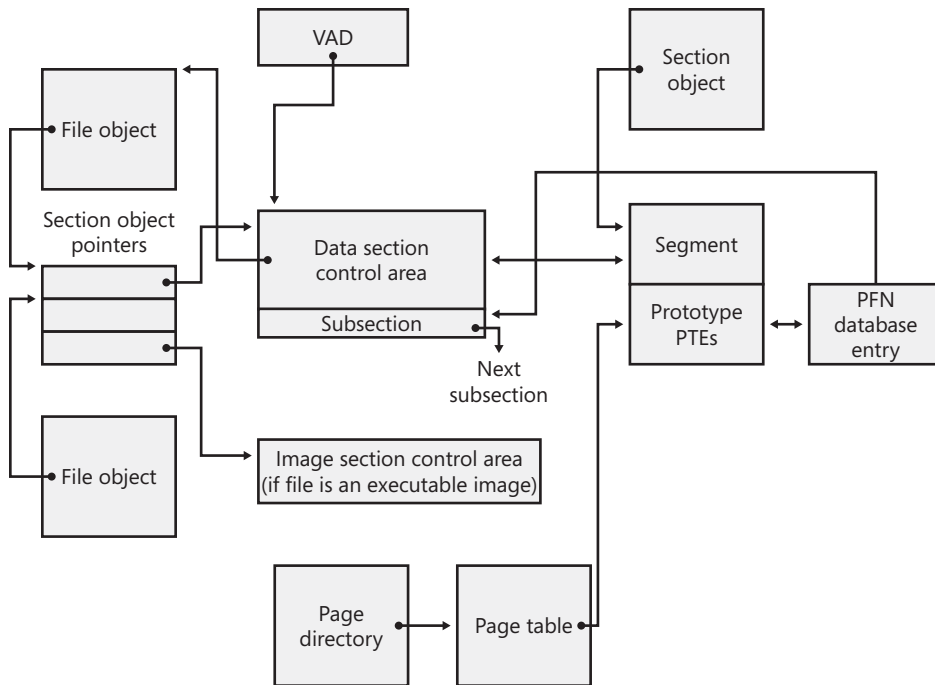 VAD
Section
object
File object
Section object
pointers
Data section
control area
Segment
Subsection
Prototype
PTEs
PFN
database
entry
Next
subsection
File object
Image section control area
(if file is an executable image)
Page
directory
Page table